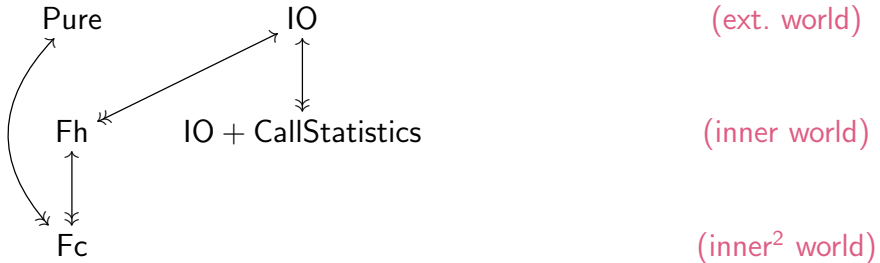 Pure IO (ext. world)
Fh IO + CallStatistics (inner world)
Fc (inner² world)